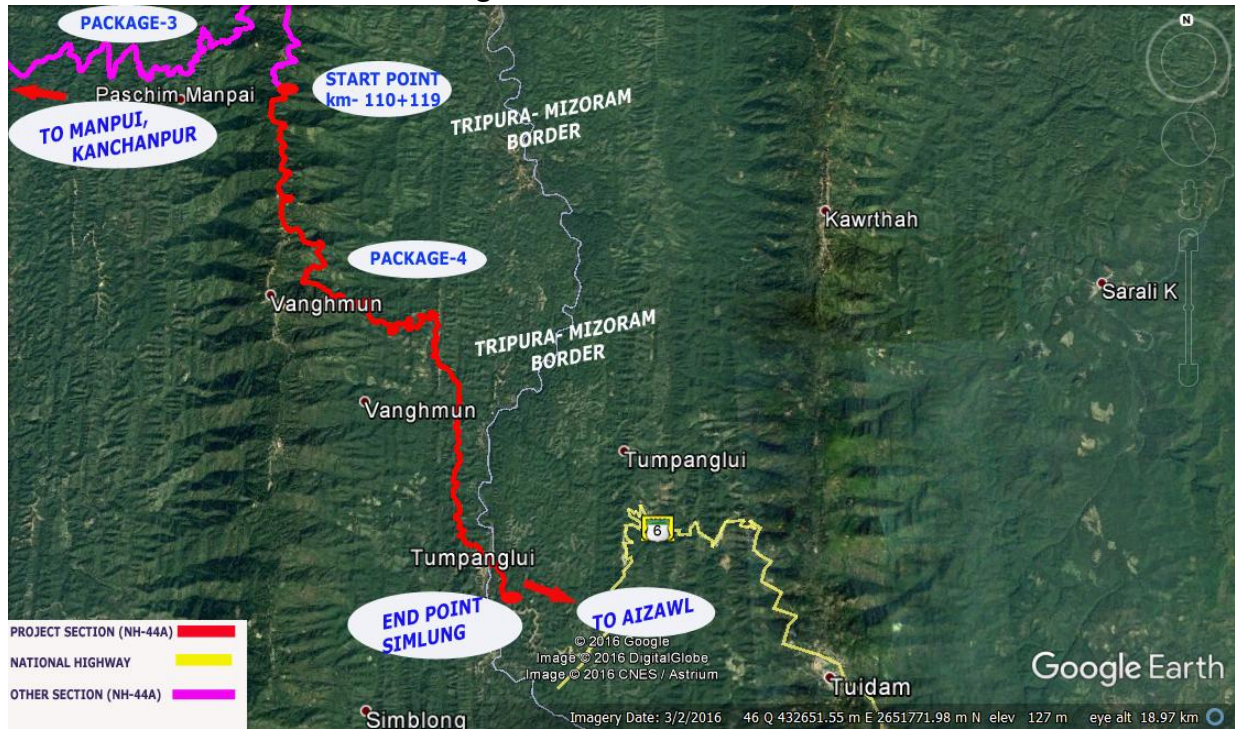 PACKAGE-3
N
START POINT
km- 110+119
Paschim Manpai
TO MANPUI,
KANCHANPUR
TRIPURA- MIZORAM
BORDER
Kawrthah
PACKAGE-4
Sarali K
Vanghmun
TRIPURA- MIZORAM
BORDER
Vanghmun
Tumpanglui
6
Tumpanglui
END POINT
SIMLUNG
TO AIZAWL
PROJECT SECTION (NH-44A)
NATIONAL HIGHWAY
OTHER SECTION (NH-44A)
© 2016 Google
Image © 2016 DigitalGlobe
Image © 2016 CNES / Astrium
Google Earth
Tuidam
Simblong
Imagery Date: 3/2/2016 46 Q 432651.55 m E 2651771.98 m N elev 127 m eye alt 18.97 km